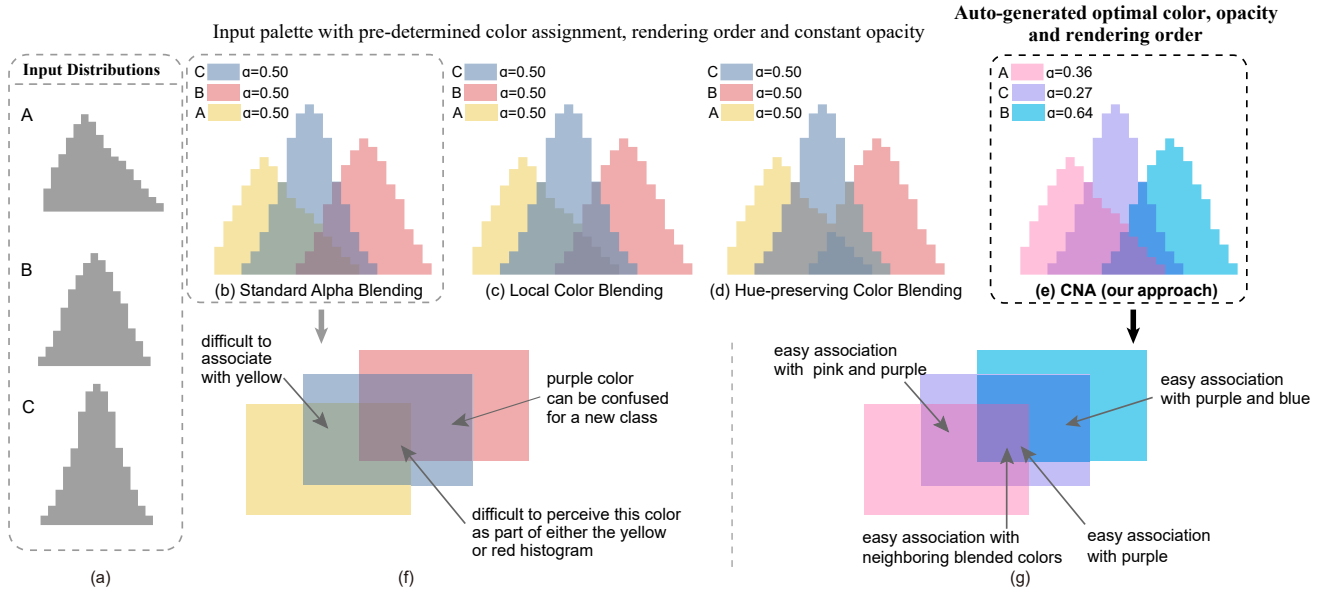 Input palette with pre-determined color assignment, rendering order and constant opacity
Auto-generated optimal color, opacity
and rendering order
Input Distributions
A
B
C
(a)
C α=0.50
B α=0.50
A α=0.50
(b) Standard Alpha Blending
C α=0.50
B α=0.50
A α=0.50
(c) Local Color Blending
C α=0.50
B α=0.50
A α=0.50
(d) Hue-preserving Color Blending
A α=0.36
C α=0.27
B α=0.64
(e) CNA (our approach)
difficult to
associate
with yellow
purple color
can be confused
for a new class
difficult to perceive this color
as part of either the yellow
or red histogram
(f)
easy association
with pink and purple
easy association
with purple and blue
easy association with
neighboring blended colors
easy association
with purple
(g)